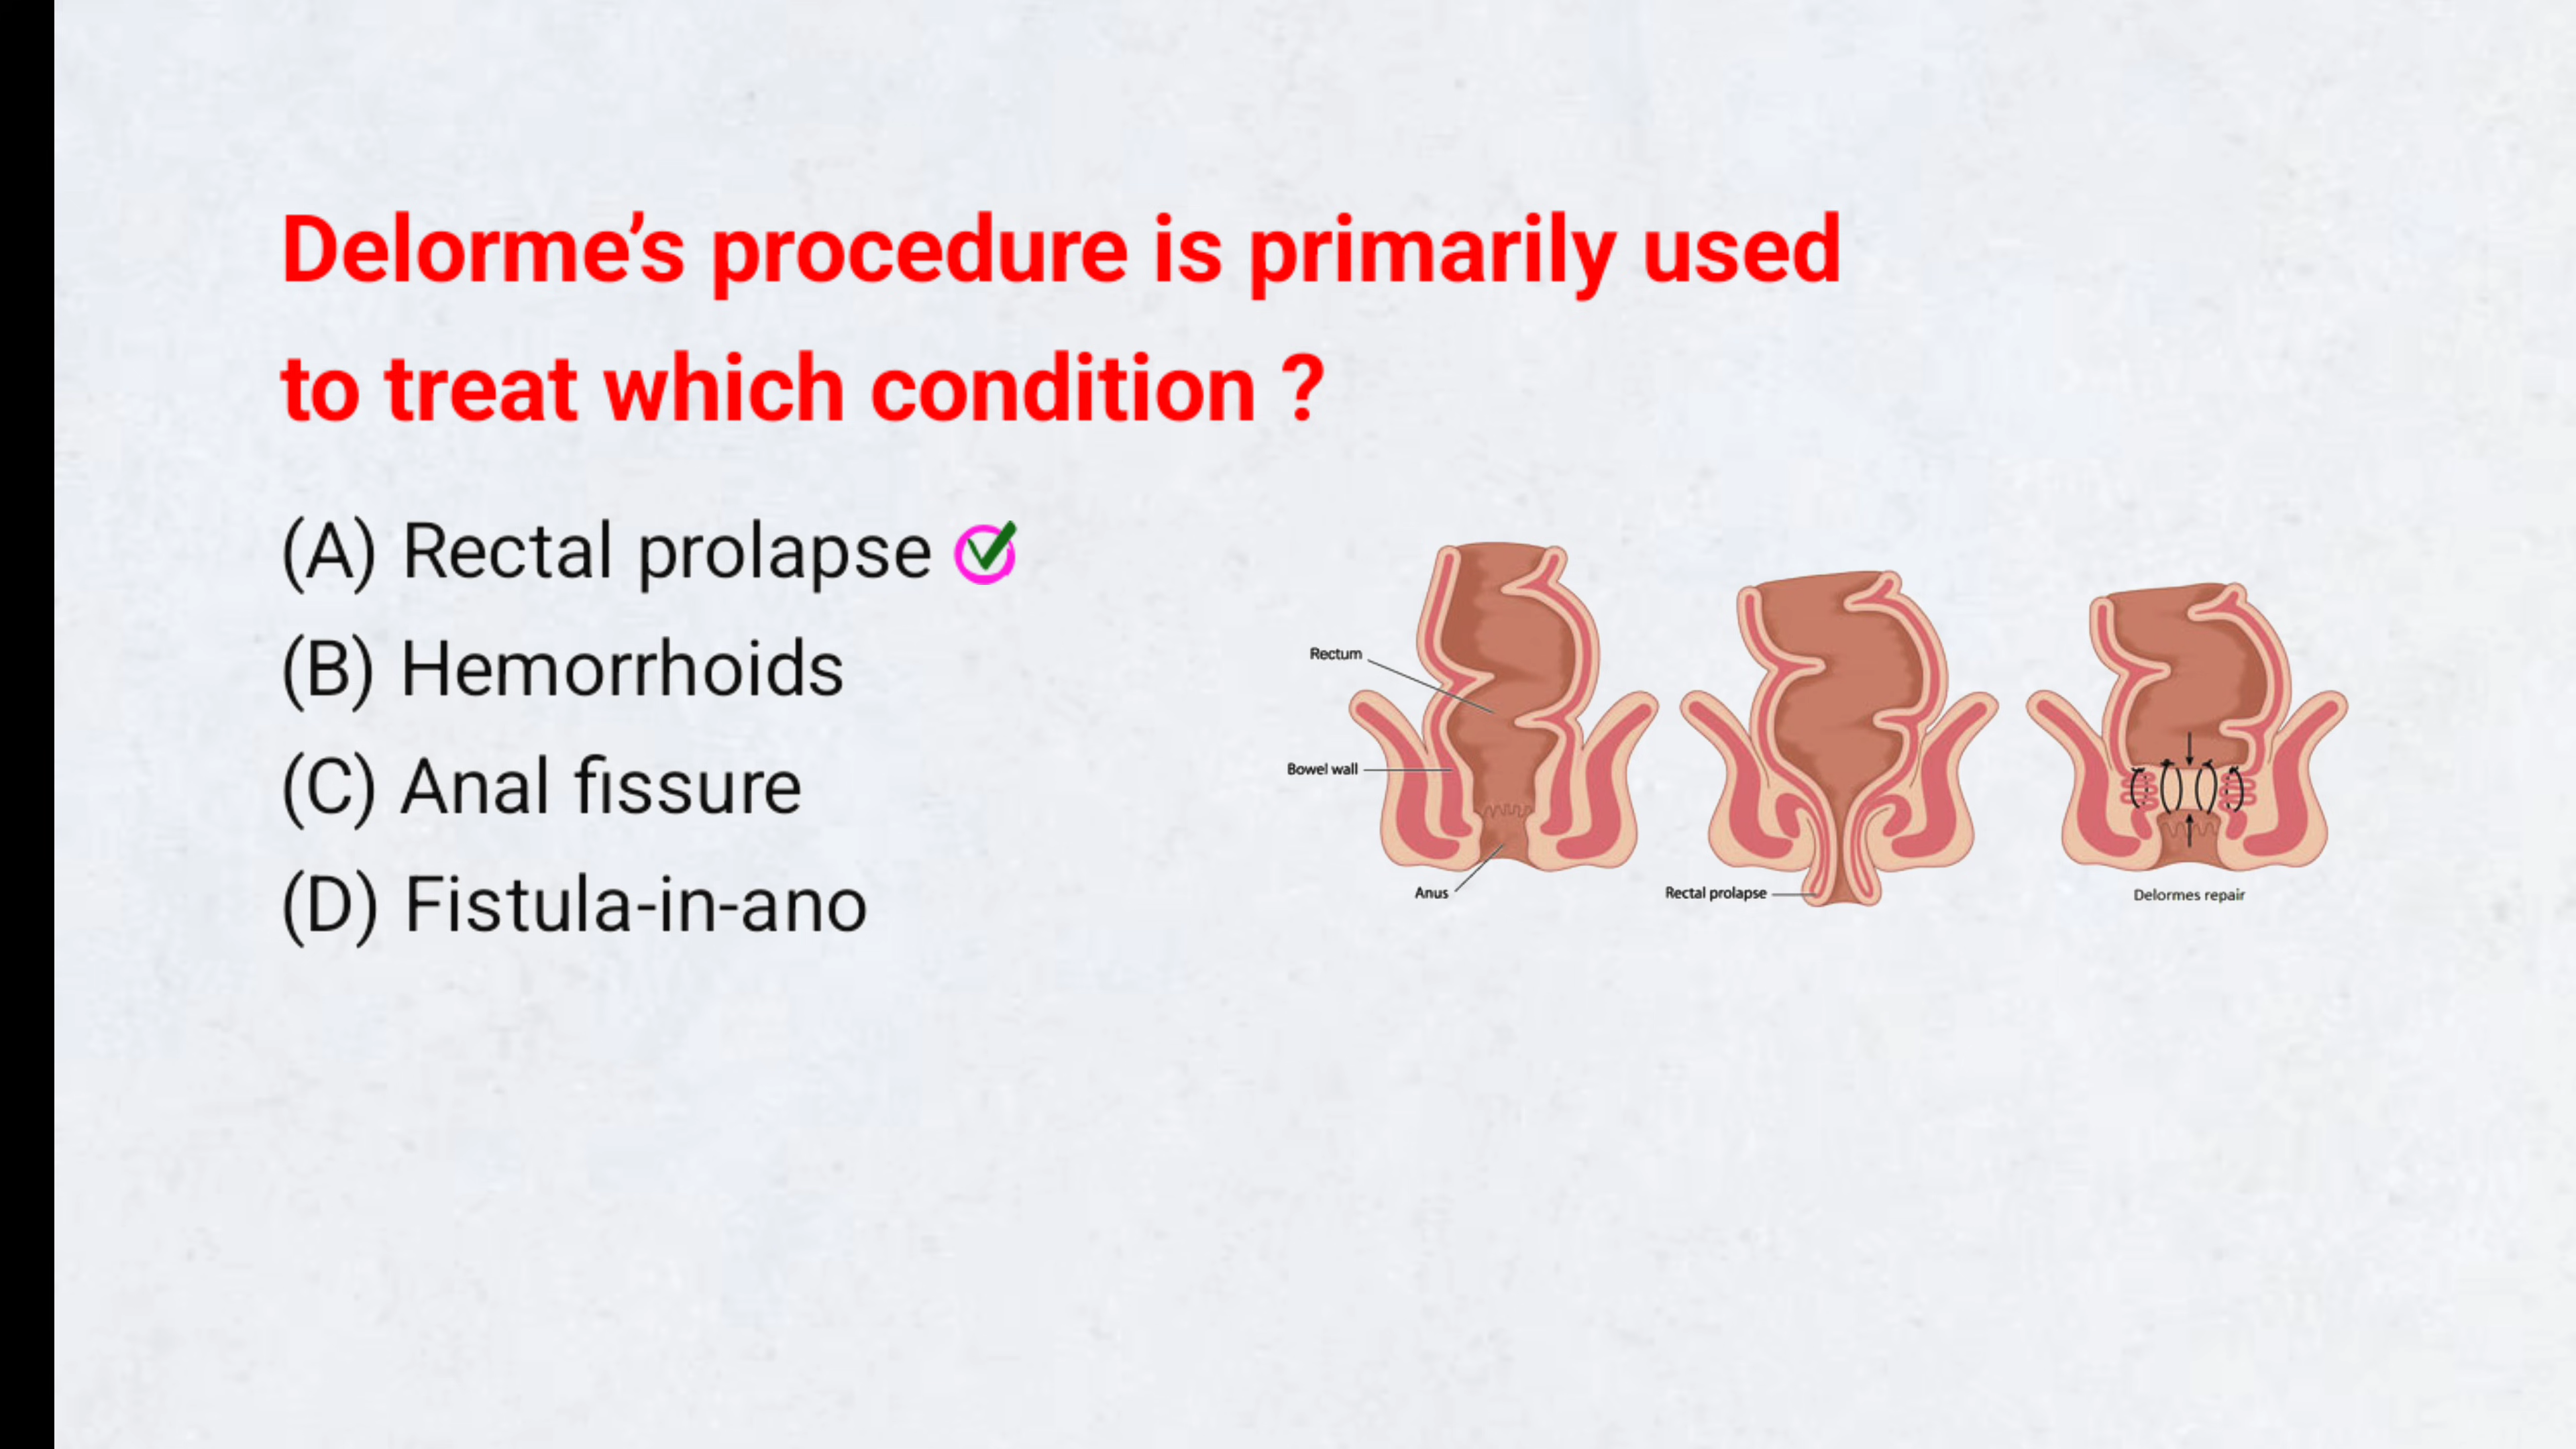 Delorme’s procedure is primarily used
to treat which condition ?
(A) Rectal prolapse
(B) Hemorrhoids
(C) Anal fissure
(D) Fistula-in-ano
Rectum
Bowel wall
Anus
Rectal prolapse
Delormes repair